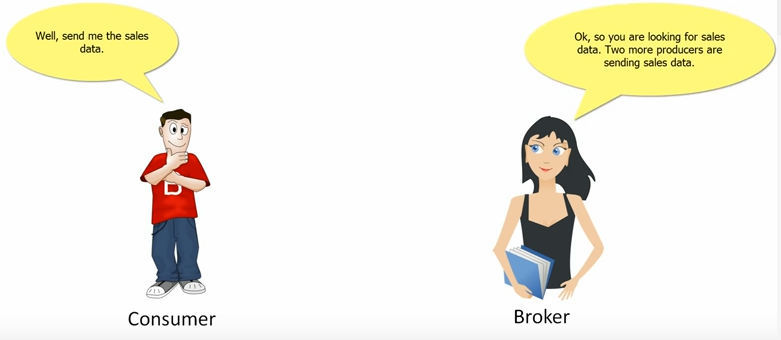 Well, send me the sales
data.
Ok, so you are looking for sales
data. Two more producers are
sending sales data.
Consumer
Broker